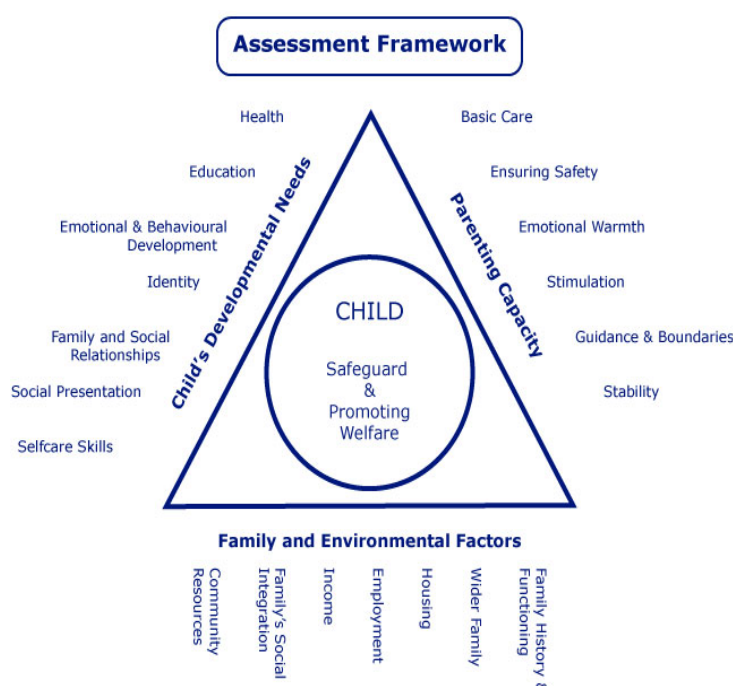 Assessment Framework
Health
Education
Emotional & Behavioural
Development
Identity
Family and Social
Relationships
Social Presentation
Selfcare Skills
Child's Developmental Needs
Basic Care
Ensuring Safety
Emotional Warmth
Stimulation
Guidance & Boundaries
Stability
Parenting Capacity
CHILD
Safeguard
&
Promoting
Welfare
Family and Environmental Factors
Community
Resources
Family's Social
Integration
Income
Employment
Housing
Wider Family
Family History &
Functioning